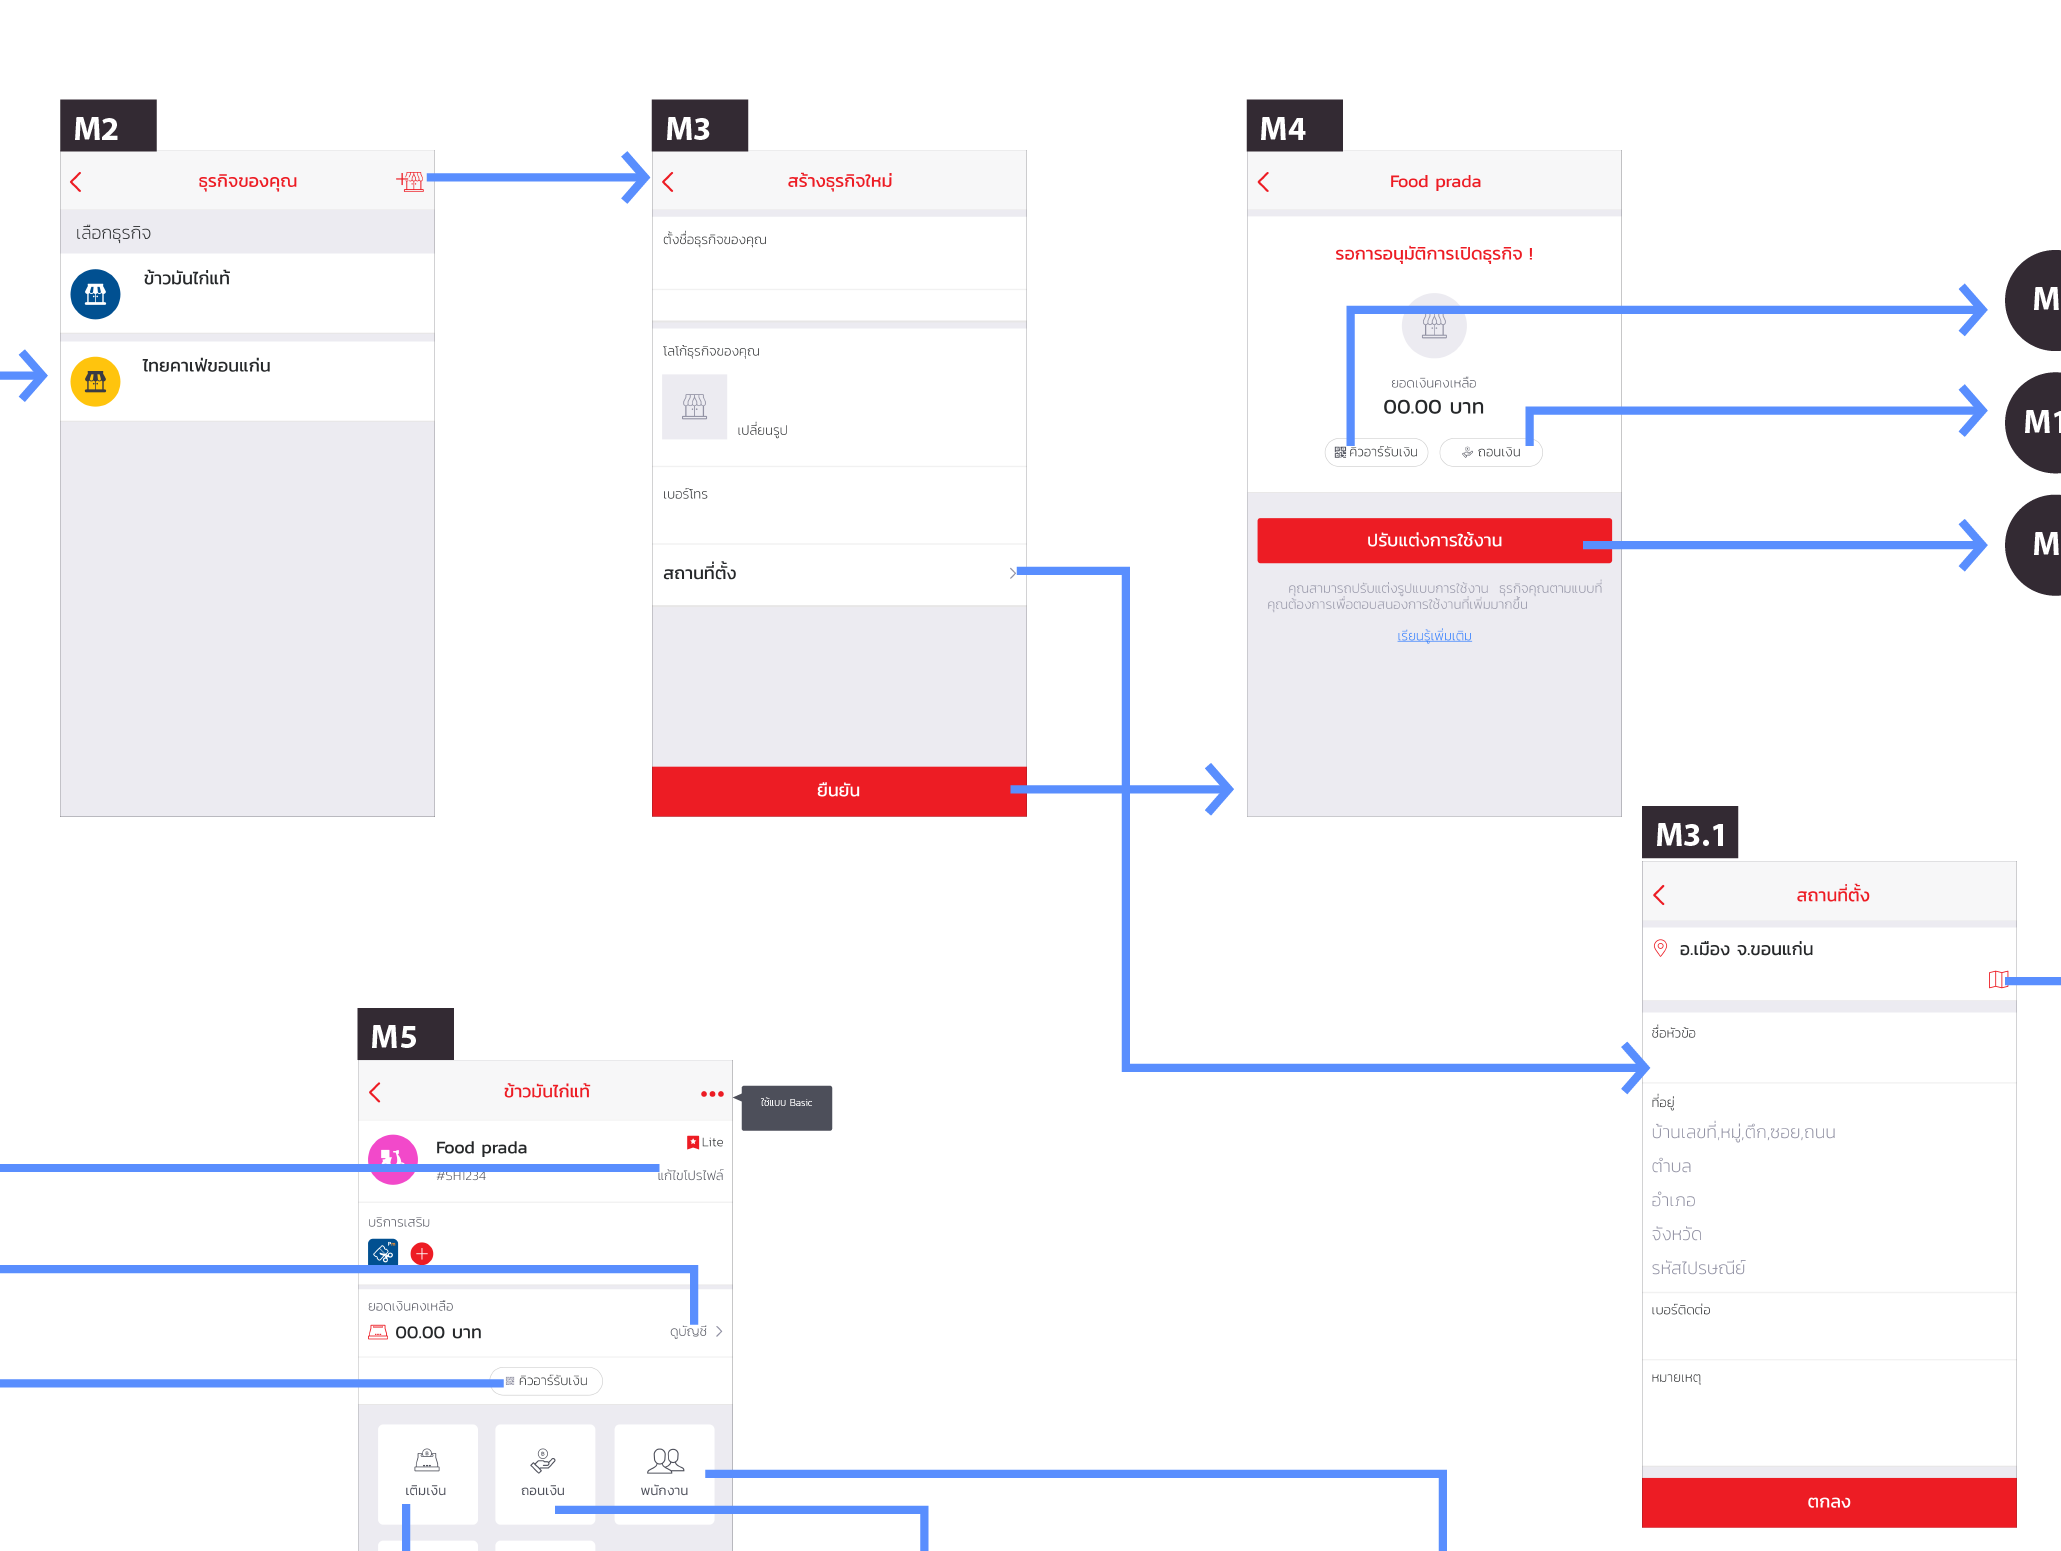 M2
ธุรกิจของคุณ
เลือกธุรกิจ
ข้าวมันไก่แท้
ไทยคาเฟ่ขอนแก่น
M3
สร้างธุรกิจใหม่
ตั้งชื่อธุรกิจของคุณ
โลโก้ธุรกิจของคุณ
เปลี่ยนรูป
เบอร์โทร
สถานที่ตั้ง
ยืนยัน
M4
Food prada
รอการอนุมัติการเปิดธุรกิจ !
ยอดเงินคงเหลือ
00.00 บาท
คิวอาร์รับเงิน
ถอนเงิน
ปรับแต่งการใช้งาน
คุณสามารถปรับแต่งรูปแบบการใช้งาน ธุรกิจคุณตามแบบที่
คุณต้องการเพื่อตอบสนองการใช้งานที่เพิ่มมากขึ้น
เรียนรู้เพิ่มเติม
M
M1
M
M3.1
สถานที่ตั้ง
อ.เมือง จ.ขอนแก่น
ชื่อหัวข้อ
ที่อยู่
บ้านเลขที่,หมู่,ตึก,ซอย,ถนน
ตำบล
อำเภอ
จังหวัด
รหัสไปรษณีย์
เบอร์ติดต่อ
หมายเหตุ
ตกลง
M5
ข้าวมันไก่แท้
ใช้แบบ Basic
Food prada
Lite
#SH1234
แก้ไขโปรไฟล์
บริการเสริม
ยอดเงินคงเหลือ
00.00 บาท
ดูบัญชี
คิวอาร์รับเงิน
เติมเงิน
ถอนเงิน
พนักงาน